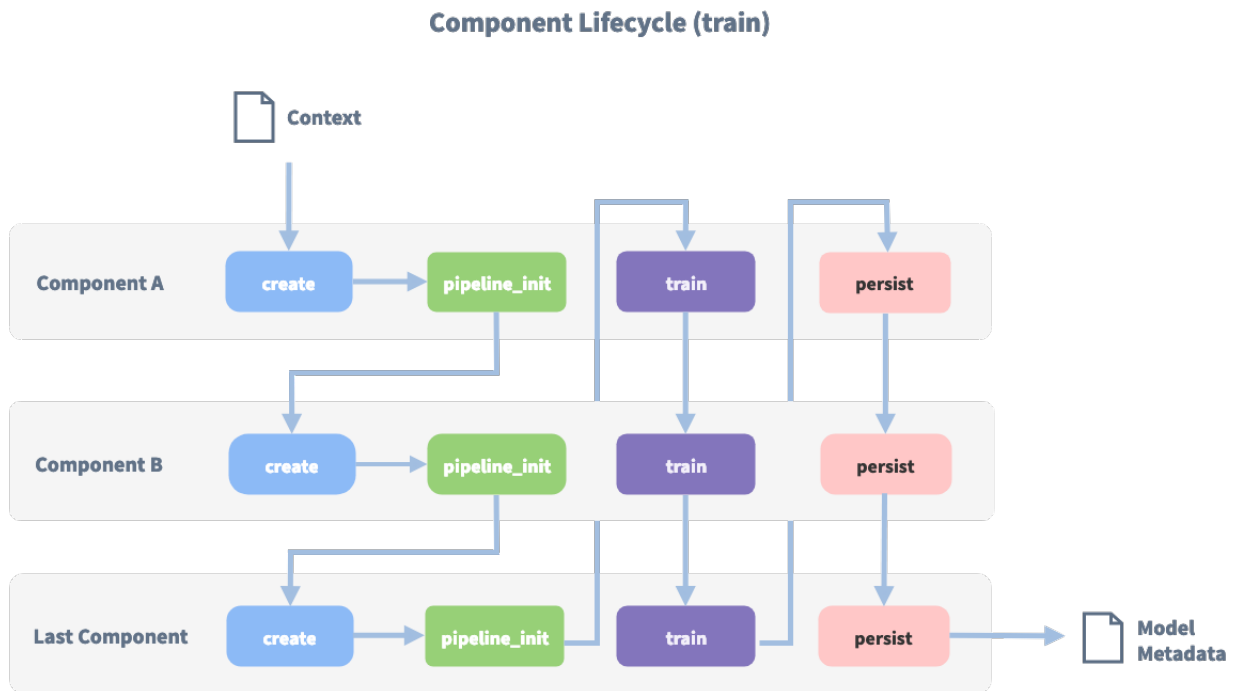 Component Lifecycle (train)
Context
Component A
create
pipeline_init
train
persist
Component B
create
pipeline_init
train
persist
Last Component
create
pipeline_init
train
persist
Model
Metadata